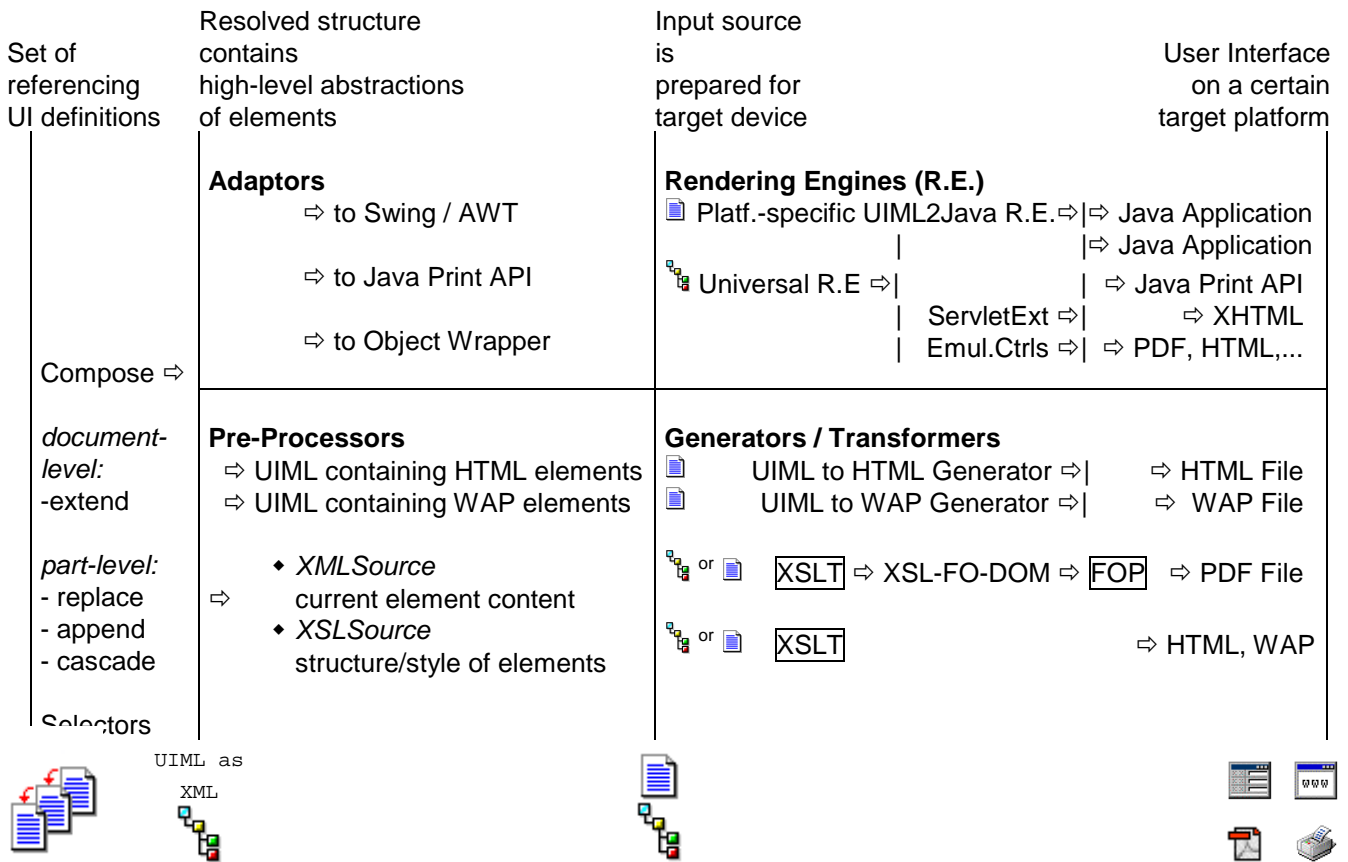 Set of
referencing
UI definitions
Resolved structure
contains
high-level abstractions
of elements
Input source
is
prepared for
target device
User Interface
on a certain
target platform
Compose ⇨
document-
level:
-extend
part-level:
- replace
- append
- cascade
Selectors
Adaptors
⇨ to Swing / AWT
⇨ to Java Print API
⇨ to Object Wrapper
Rendering Engines (R.E.)
Platf.-specific UIML2Java R.E.⇨|⇨ Java Application
| |⇨ Java Application
Universal R.E ⇨| | ⇨ Java Print API
| ServletExt ⇨| ⇨ XHTML
| Emul.Ctrls ⇨| ⇨ PDF, HTML,...
Pre-Processors
⇨ UIML containing HTML elements
⇨ UIML containing WAP elements
◆ XMLSource
⇨ current element content
◆ XSLSource
structure/style of elements
Generators / Transformers
UIML to HTML Generator ⇨| ⇨ HTML File
UIML to WAP Generator ⇨| ⇨ WAP File
or XSLT ⇨ XSL-FO-DOM ⇨ FOP ⇨ PDF File
or XSLT ⇨ HTML, WAP
UIML as
XML
www